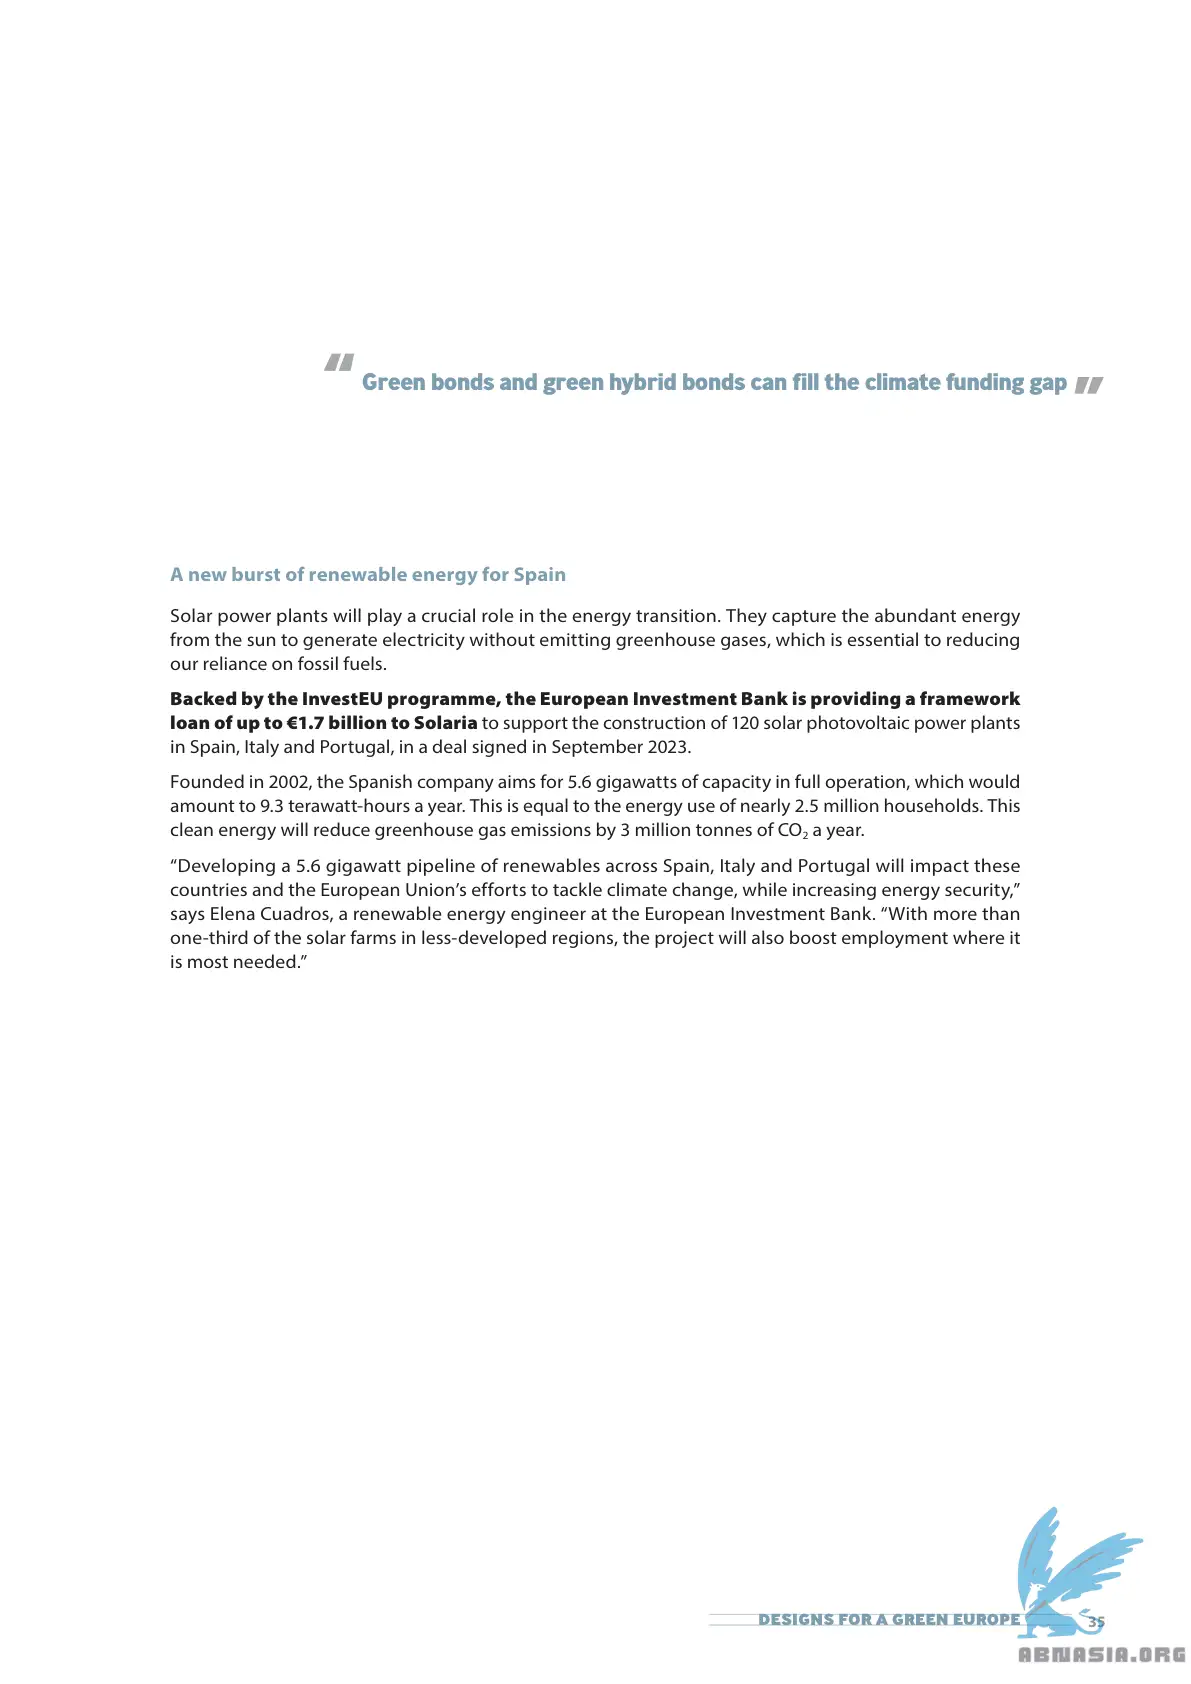 “ Green bonds and green hybrid bonds can fill the climate funding gap ”
A new burst of renewable energy for Spain
Solar power plants will play a crucial role in the energy transition. They capture the abundant energy
from the sun to generate electricity without emitting greenhouse gases, which is essential to reducing
our reliance on fossil fuels.
Backed by the InvestEU programme, the European Investment Bank is providing a framework
loan of up to €1.7 billion to Solaria to support the construction of 120 solar photovoltaic power plants
in Spain, Italy and Portugal, in a deal signed in September 2023.
Founded in 2002, the Spanish company aims for 5.6 gigawatts of capacity in full operation, which would
amount to 9.3 terawatt-hours a year. This is equal to the energy use of nearly 2.5 million households. This
clean energy will reduce greenhouse gas emissions by 3 million tonnes of CO₂ a year.
“Developing a 5.6 gigawatt pipeline of renewables across Spain, Italy and Portugal will impact these
countries and the European Union’s efforts to tackle climate change, while increasing energy security,”
says Elena Cuadros, a renewable energy engineer at the European Investment Bank. “With more than
one-third of the solar farms in less-developed regions, the project will also boost employment where it
is most needed.”
DESIGNS FOR A GREEN EUROPE 35
ABNASIA.ORG